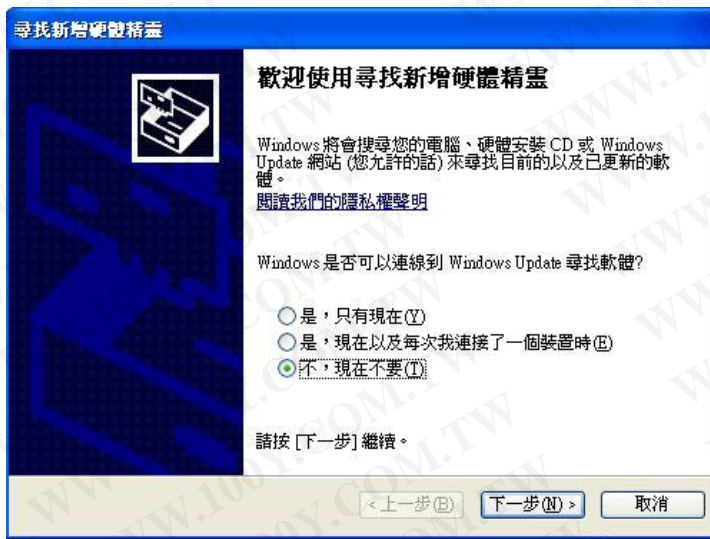 尋找新增硬體精靈
歡迎使用尋找新增硬體精靈
Windows 將會搜尋您的電腦、硬體安裝 CD 或 Windows
Update 網站 (您允許的話) 來尋找目前的以及已更新的軟
體。
閱讀我們的隱私權聲明
Windows 是否可以連線到 Windows Update 尋找軟體?
是，只有現在(Y)
是，現在以及每次我連接了一個裝置時(E)
不，現在不要(T)
請按 [下一步] 繼續。
<上一步(B)
下一步(N) >
取消
WWW.100Y.COM.TW